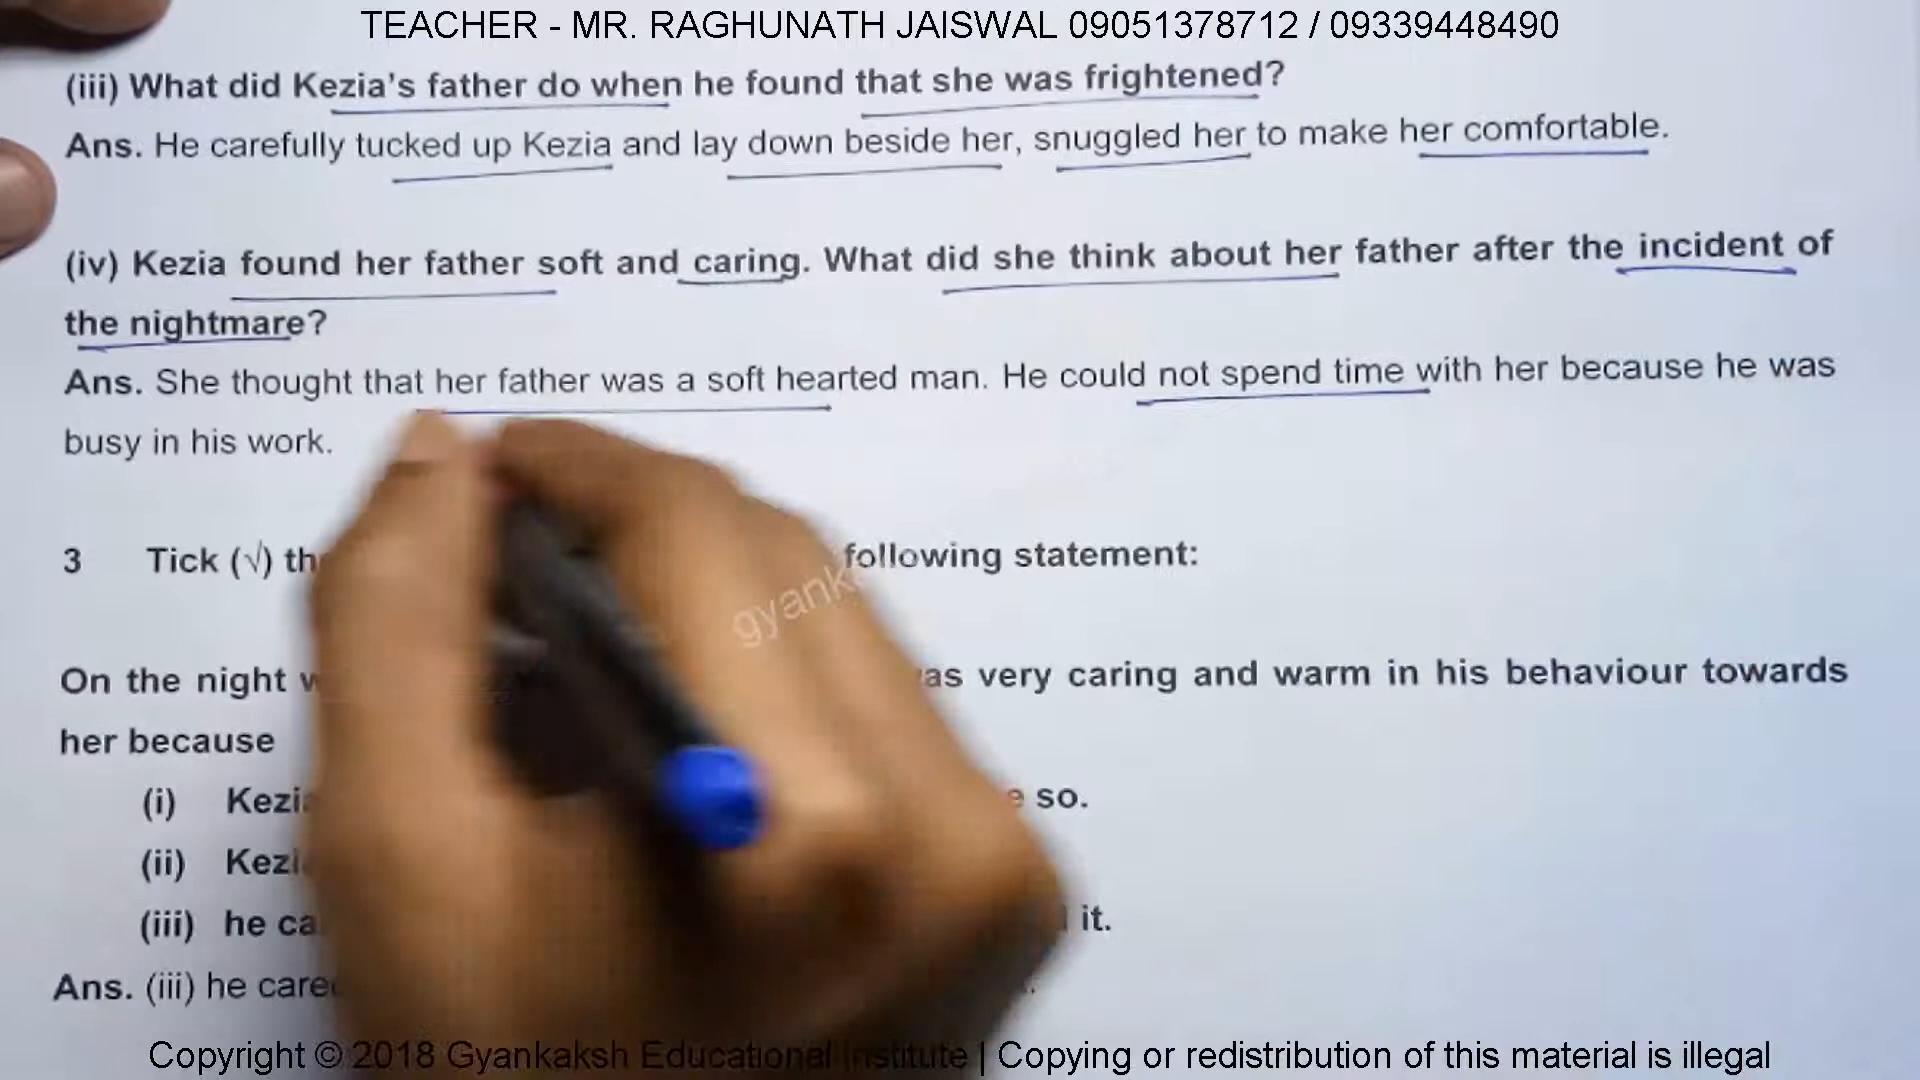 TEACHER - MR. RAGHUNATH JAISWAL 09051378712 / 09339448490
(iii) What did Kezia's father do when he found that she was frightened?
Ans. He carefully tucked up Kezia and lay down beside her, snuggled her to make her comfortable.
(iv) Kezia found her father soft and caring. What did she think about her father after the incident of
the nightmare?
Ans. She thought that her father was a soft hearted man. He could not spend time with her because he was
busy in his work.
3 Tick (√) following statement:
On the night very caring and warm in his behaviour towards
her because
(i) so.
(ii)
(iii) he it.
Ans. (iii) he
Copyright © 2018 Gyankaksh Educational Institute | Copying or redistribution of this material is illegal